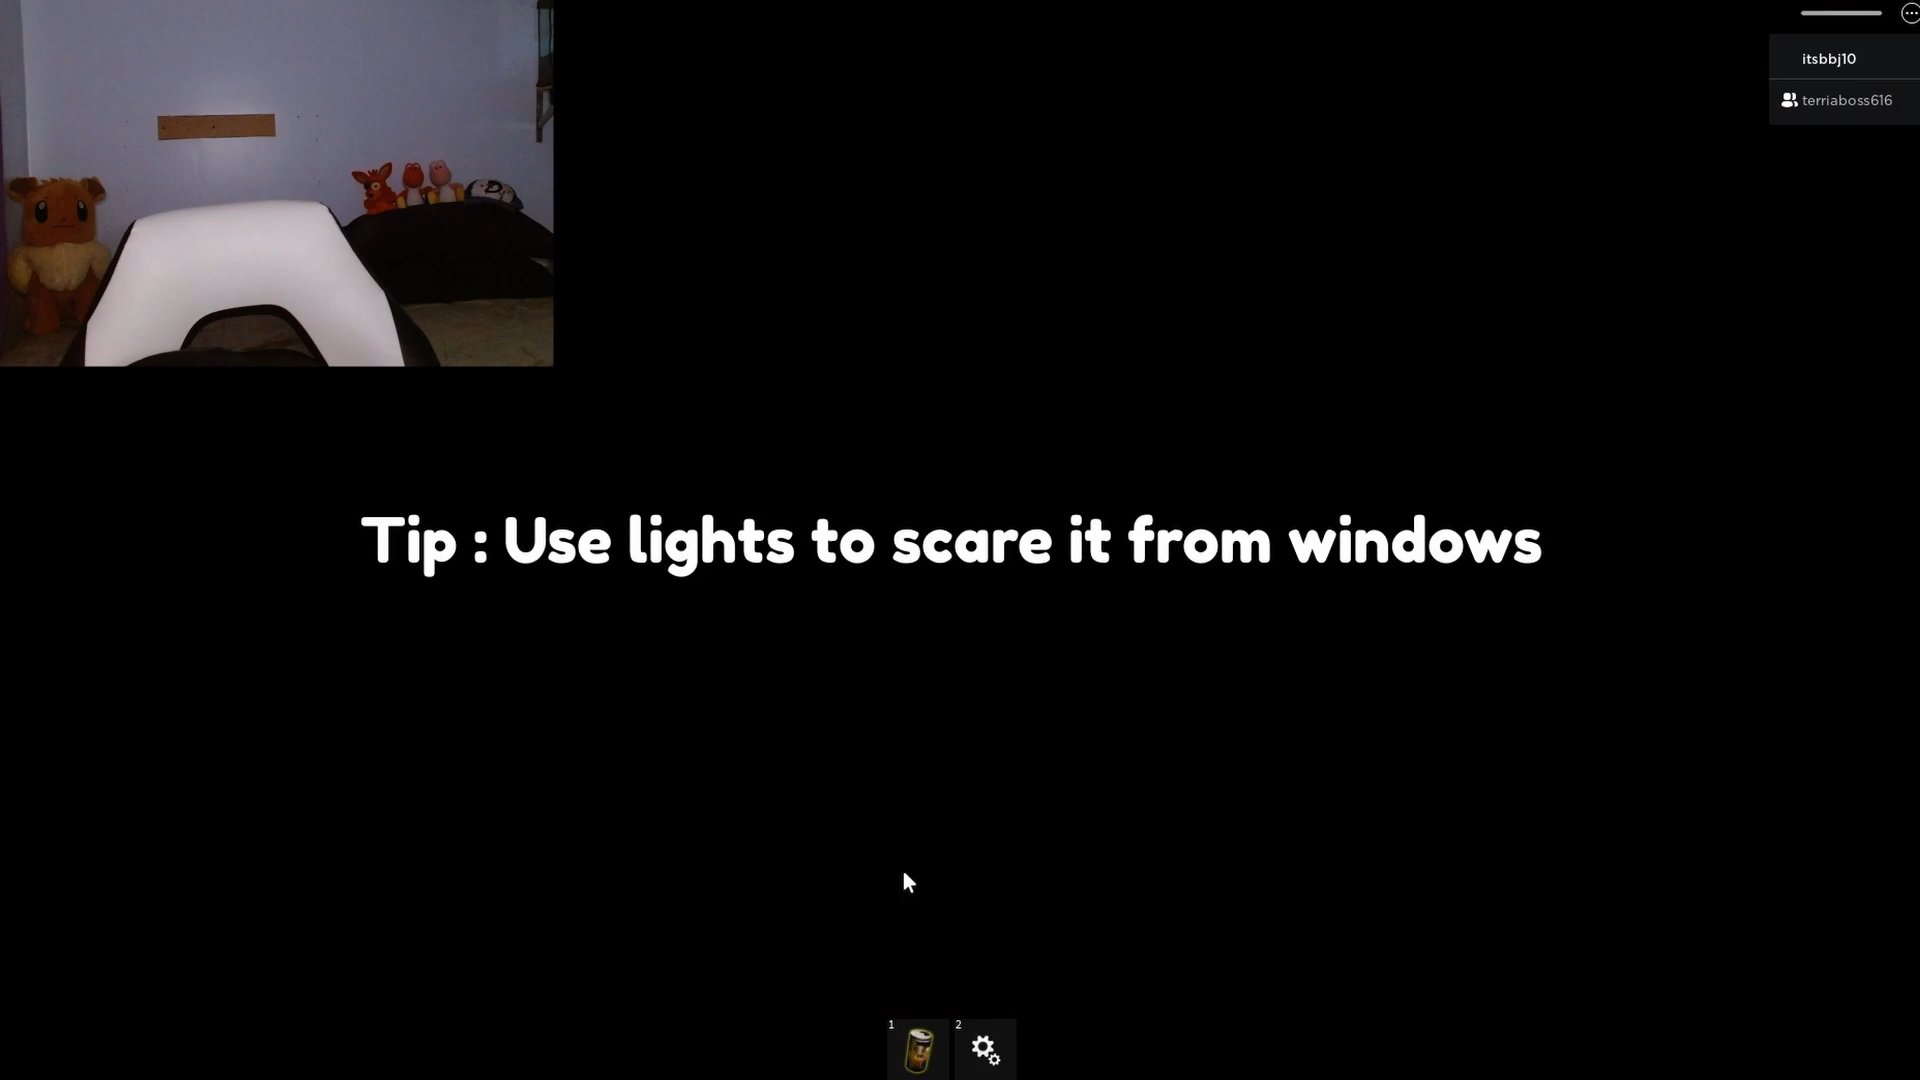 itsbbj10
terriaboss616
Tip : Use lights to scare it from windows
1
2